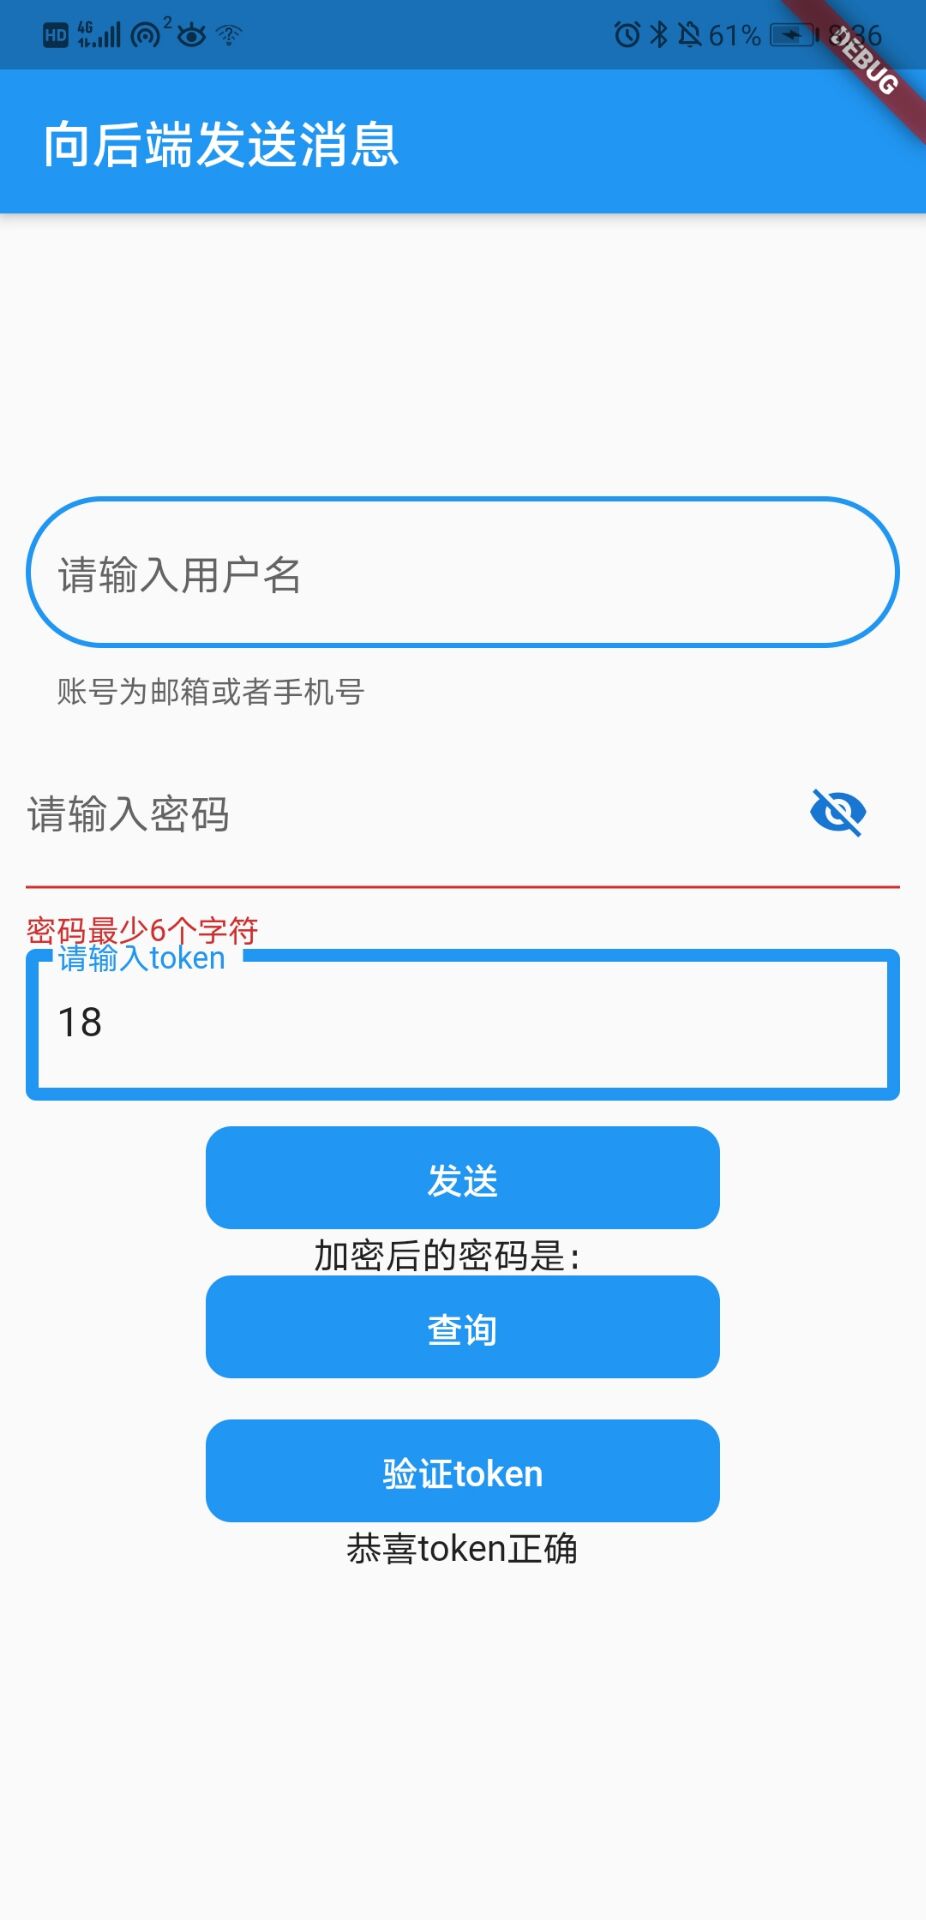 HD 4G 2 61% 8:36
DEBUG
向后端发送消息
请输入用户名
账号为邮箱或者手机号
请输入密码
密码最少6个字符
请输入token
18
发送
加密后的密码是：
查询
验证token
恭喜token正确